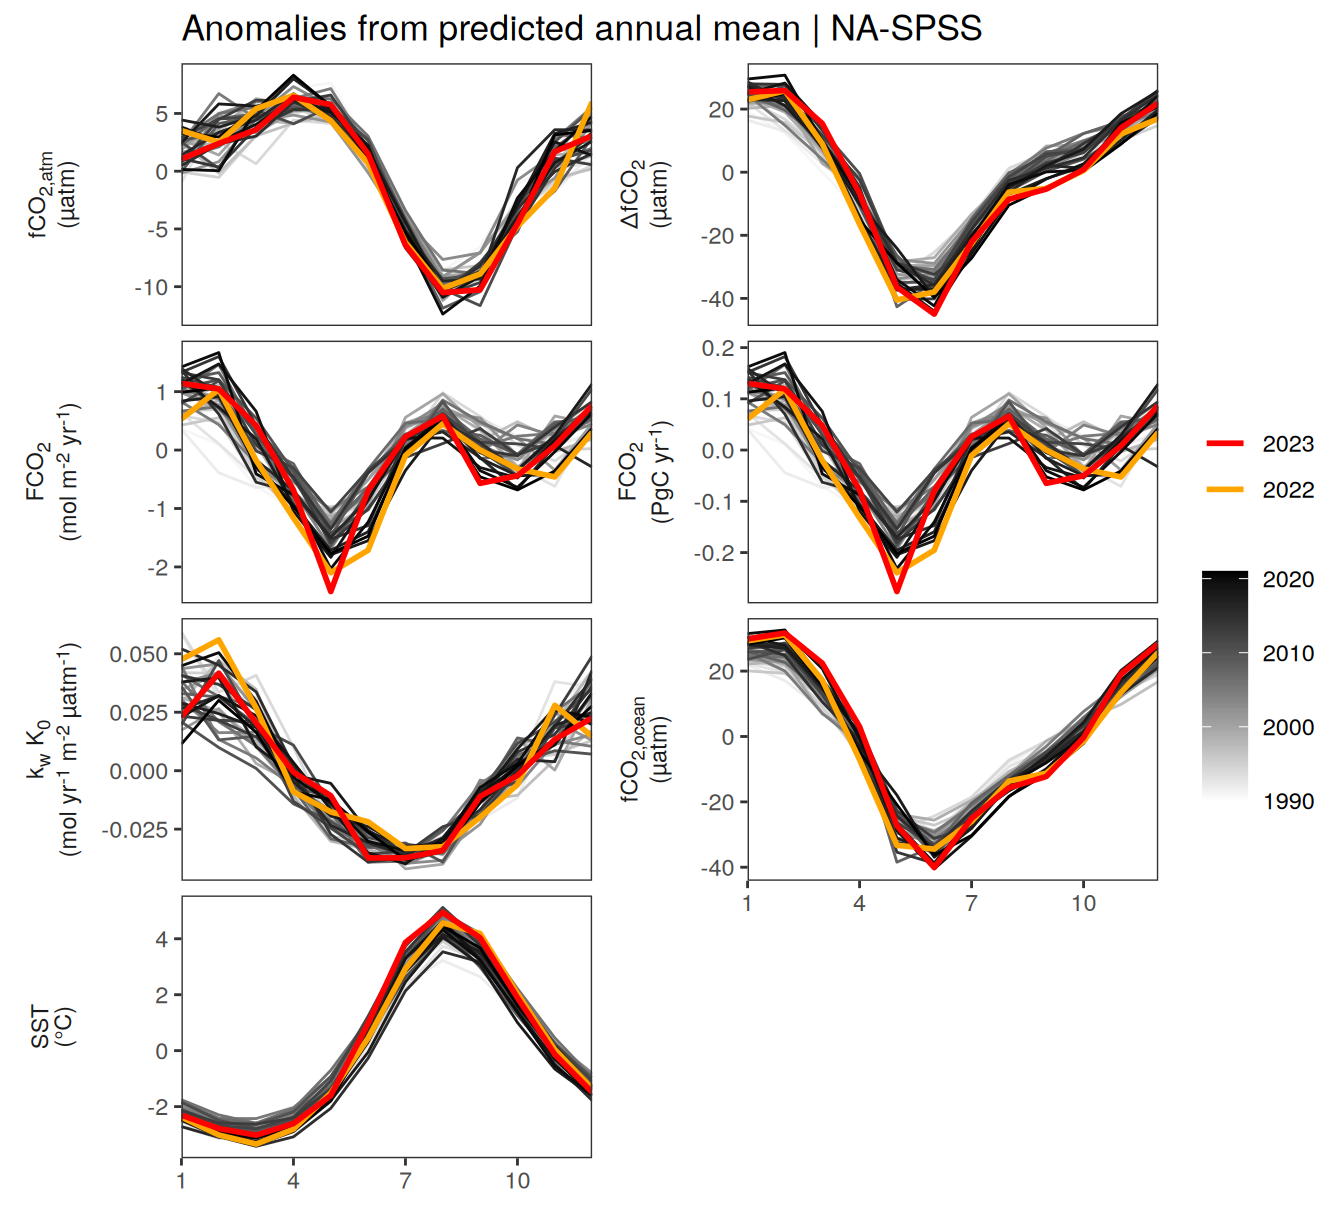 Anomalies from predicted annual mean | NA-SPSS
fCO2,atm
(µatm)
5
0
-5
-10
ΔfCO2
(µatm)
20
0
-20
-40
FCO2
(mol m-2 yr-1)
1
0
-1
-2
FCO2
(PgC yr-1)
0.2
0.1
0.0
-0.1
-0.2
kw K0
(mol yr-1 m-2 µatm-1)
0.050
0.025
0.000
-0.025
fCO2,ocean
(µatm)
20
0
-20
-40
1 4 7 10
SST
(°C)
4
2
0
-2
1 4 7 10
2023
2022
2020
2010
2000
1990